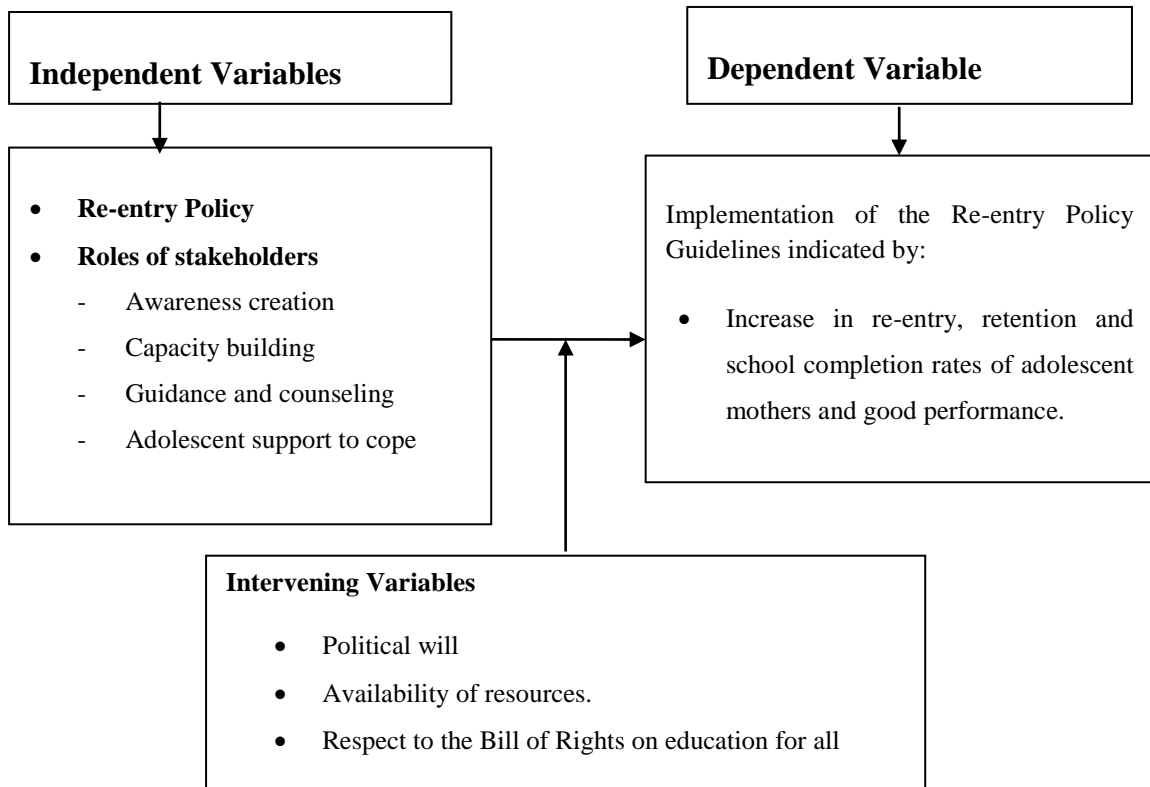 Independent Variables
Dependent Variable
• Re-entry Policy
• Roles of stakeholders
- Awareness creation
- Capacity building
- Guidance and counseling
- Adolescent support to cope
Implementation of the Re-entry Policy
Guidelines indicated by:
• Increase in re-entry, retention and
school completion rates of adolescent
mothers and good performance.
Intervening Variables
• Political will
• Availability of resources.
• Respect to the Bill of Rights on education for all